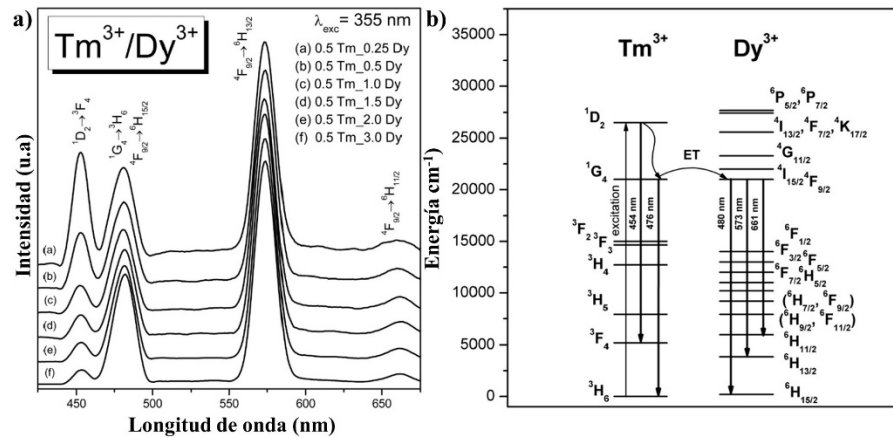 a)
Tm³⁺/Dy³⁺
λexc= 355 nm
(a) 0.5 Tm_0.25 Dy
(b) 0.5 Tm_0.5 Dy
(c) 0.5 Tm_1.0 Dy
(d) 0.5 Tm_1.5 Dy
(e) 0.5 Tm_2.0 Dy
(f) 0.5 Tm_3.0 Dy
¹D₂→³F₄
¹G₄→³H₆
⁴F₉/₂→⁶H₁₅/₂
⁴F₉/₂→⁶H₁₃/₂
⁴F₉/₂→⁶H₁₁/₂
(a)
(b)
(c)
(d)
(e)
(f)
Intensidad (u.a)
450 500 550 600 650
Longitud de onda (nm)
b)
Energía cm⁻¹
35000
30000
25000
20000
15000
10000
5000
0
Tm³⁺
Dy³⁺
¹D₂
¹G₄
³F₂ ³F₃
³H₄
³H₅
³F₄
³H₆
excitation
454 nm
476 nm
ET
480 nm
573 nm
661 nm
⁶P₅/₂,⁶P₇/₂
⁴I₁₃/₂,⁴F₇/₂,⁴K₁₇/₂
⁴G₁₁/₂
⁴I₁₅/₂ ⁴F₉/₂
⁶F₁/₂
⁶F₃/₂ ⁶F₅/₂
⁶F₇/₂ ⁶H₅/₂
(⁶H₇/₂,⁶F₉/₂)
(⁶H₉/₂, ⁶F₁₁/₂)
⁶H₁₁/₂
⁶H₁₃/₂
⁶H₁₅/₂